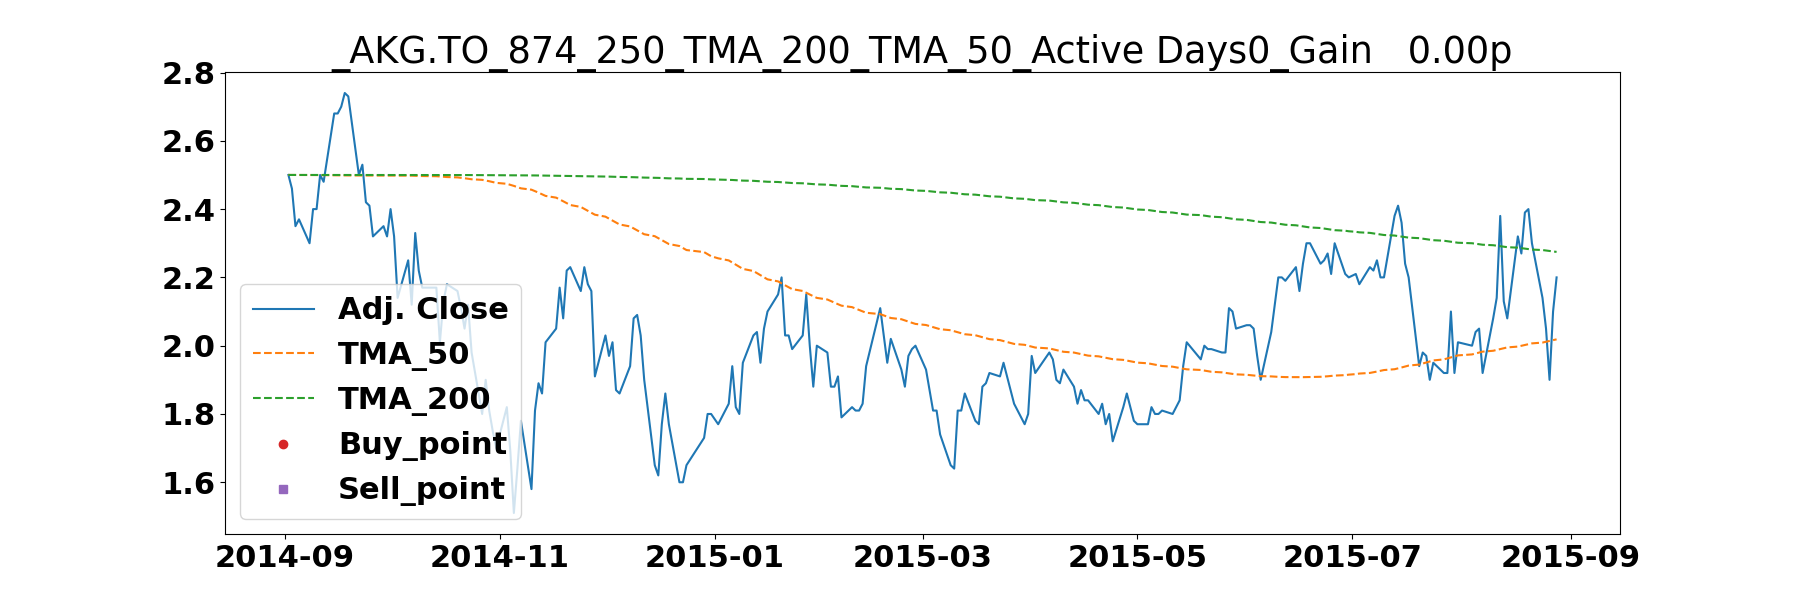 _AKG.TO_874_250_TMA_200_TMA_50_Active Days0_Gain   0.00p
2.8
2.6
2.4
2.2
2.0
1.8
1.6
Adj. Close
TMA_50
TMA_200
Buy_point
Sell_point
2014-09 2014-11 2015-01 2015-03 2015-05 2015-07 2015-09